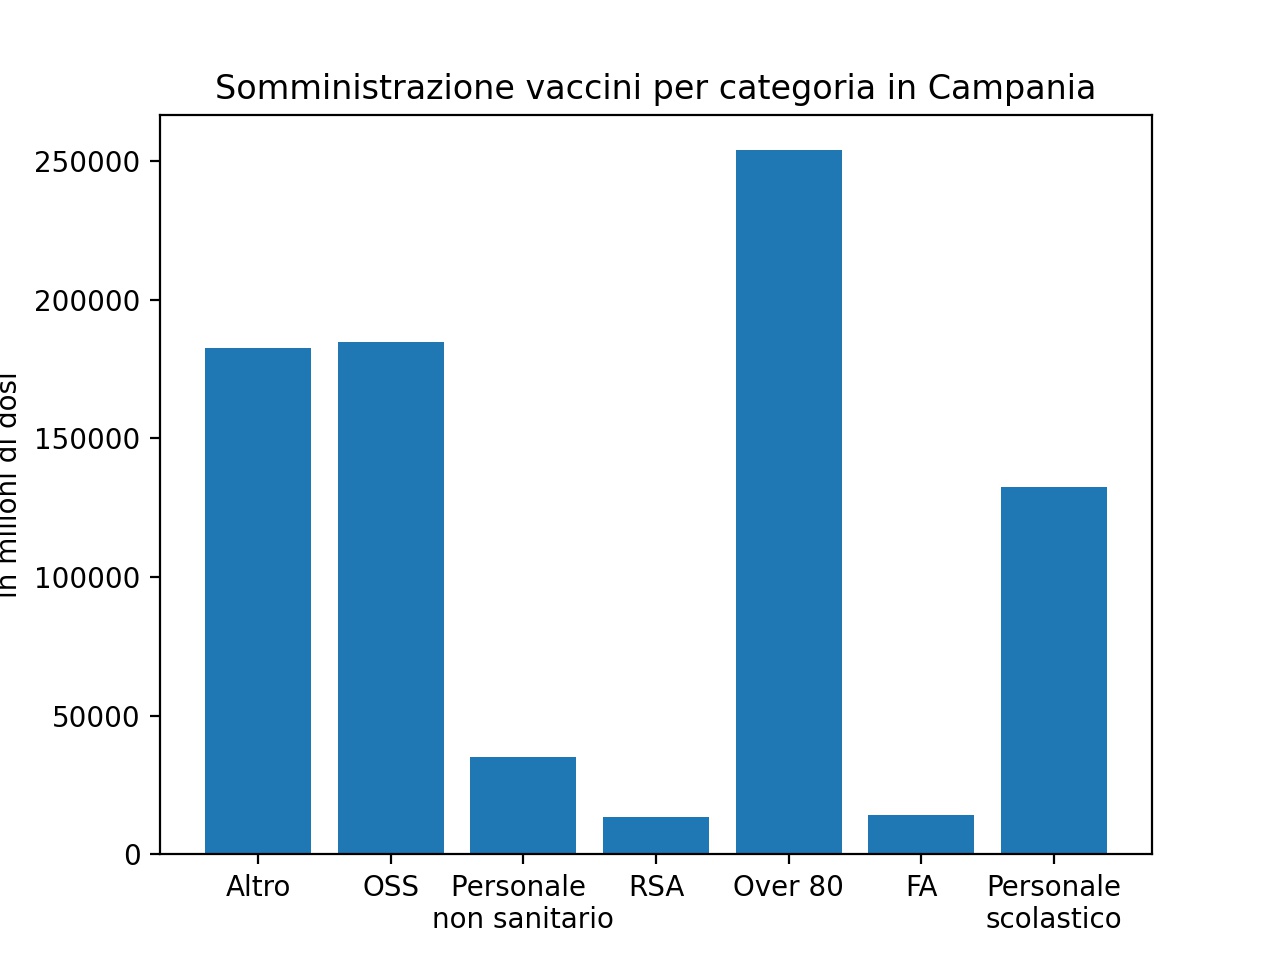 Somministrazione vaccini per categoria in Campania
in milioni di dosi
250000
200000
150000
100000
50000
0
Altro
OSS
Personale
non sanitario
RSA
Over 80
FA
Personale
scolastico